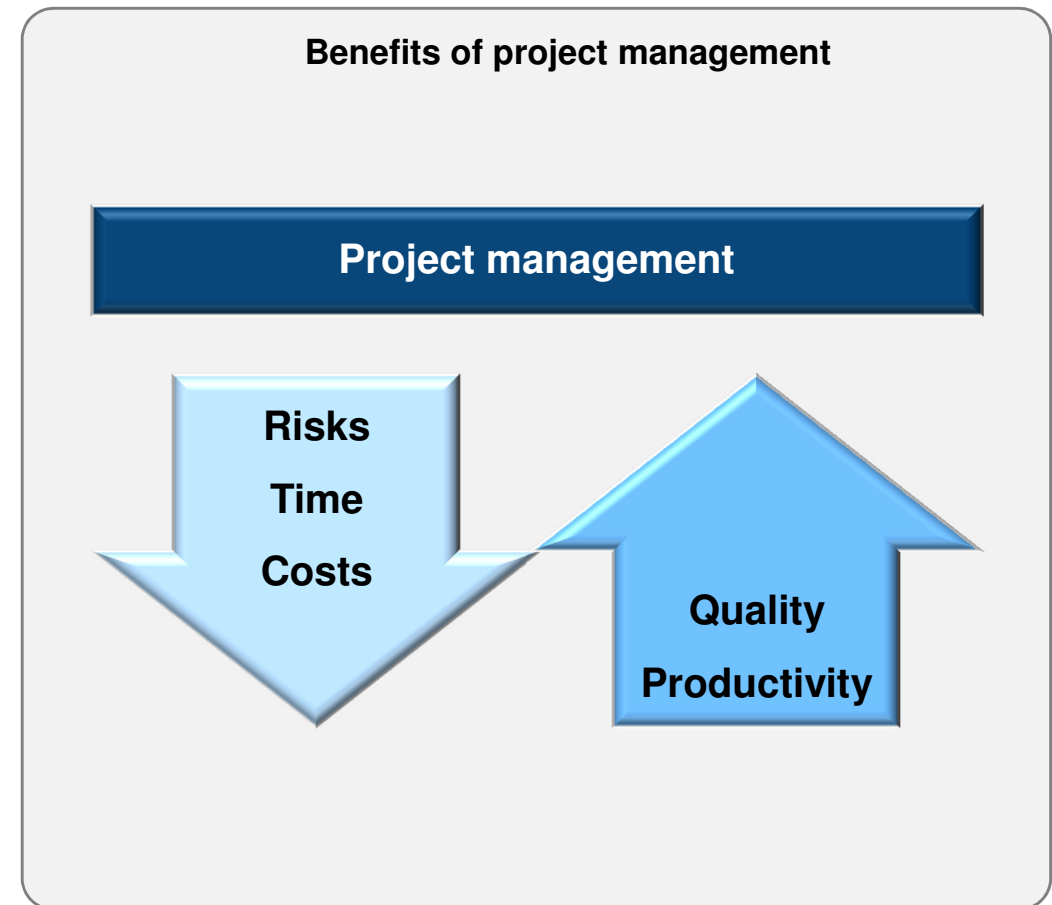 Benefits of project management
Project management
Risks
Time
Costs
Quality
Productivity